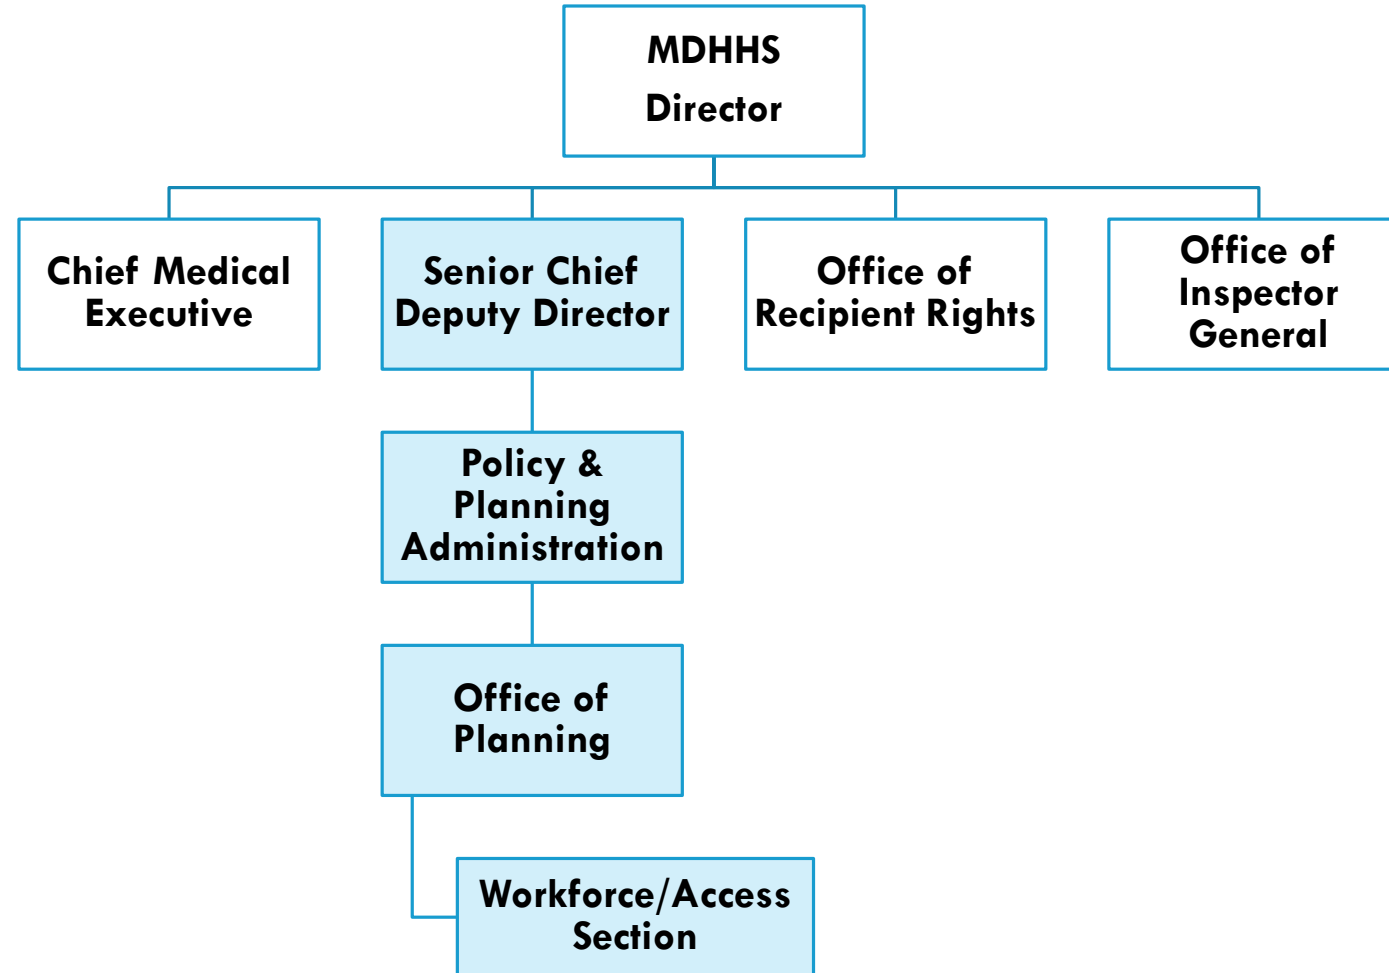 MDHHS
Director
Chief Medical
Executive
Senior Chief
Deputy Director
Office of
Recipient Rights
Office of
Inspector
General
Policy &
Planning
Administration
Office of
Planning
Workforce/Access
Section